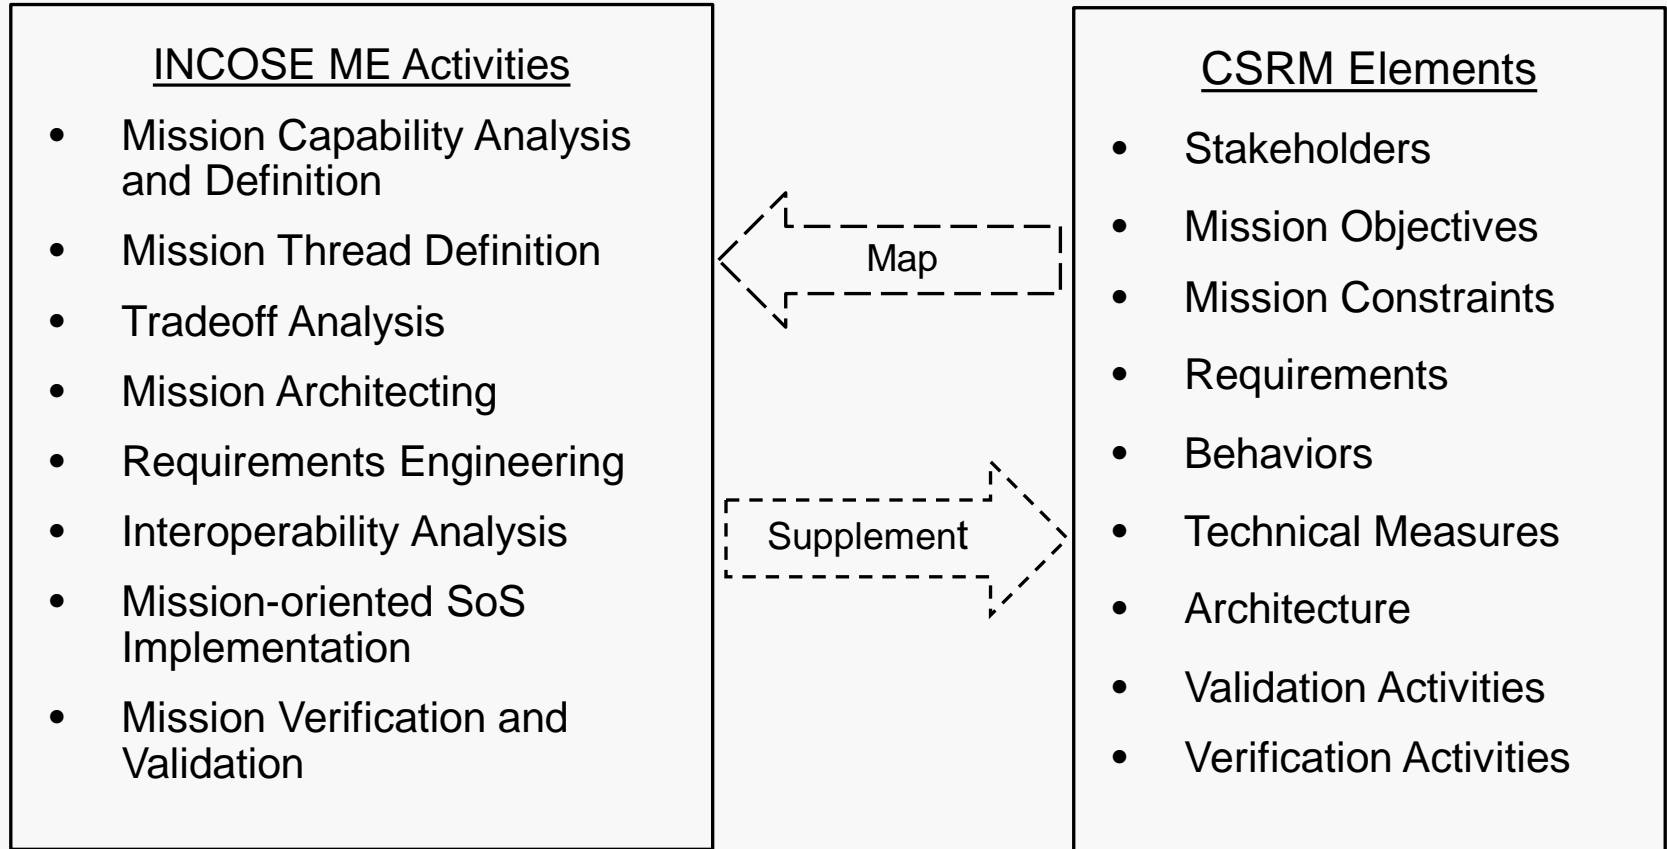 INCOSE ME Activities
• Mission Capability Analysis
and Definition
• Mission Thread Definition
• Tradeoff Analysis
• Mission Architecting
• Requirements Engineering
• Interoperability Analysis
• Mission-oriented SoS
Implementation
• Mission Verification and
Validation
Map
Supplement
CSRM Elements
• Stakeholders
• Mission Objectives
• Mission Constraints
• Requirements
• Behaviors
• Technical Measures
• Architecture
• Validation Activities
• Verification Activities